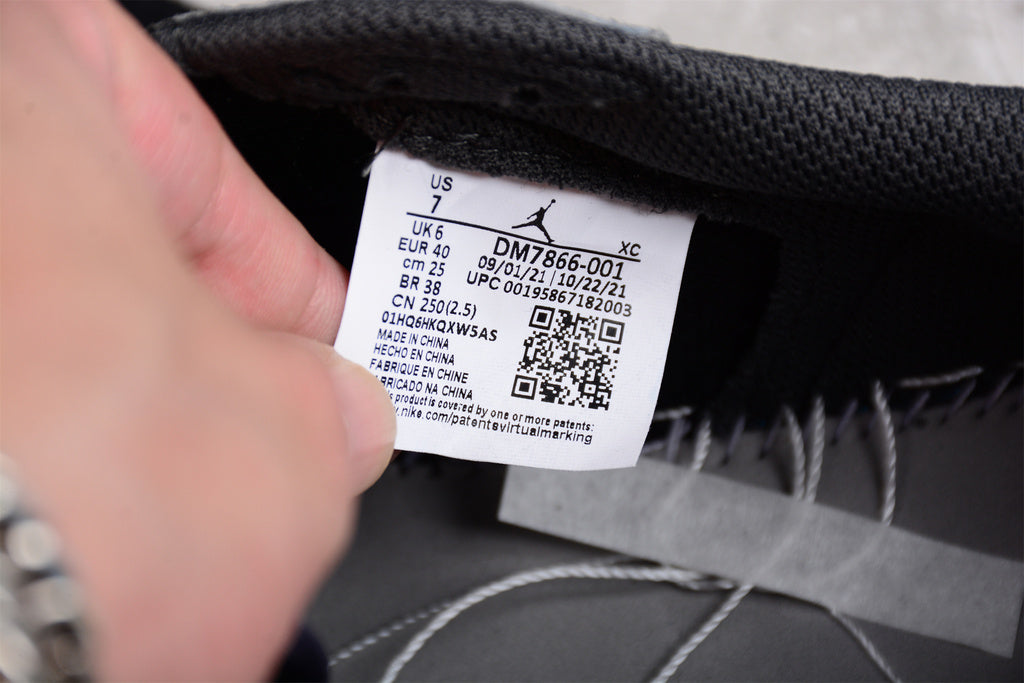 US
7
UK 6
EUR 40
cm 25
BR 38
CN 250(2.5)
XC
DM7866-001
09/01/21 | 10/22/21
UPC 00195867182003
01HQ6HKQXW5AS
MADE IN CHINA
HECHO EN CHINA
FABRIQUE EN CHINE
BRICADO NA CHINA
product is covered by one or more patents:
.nike.com/patentsvirtualmarking